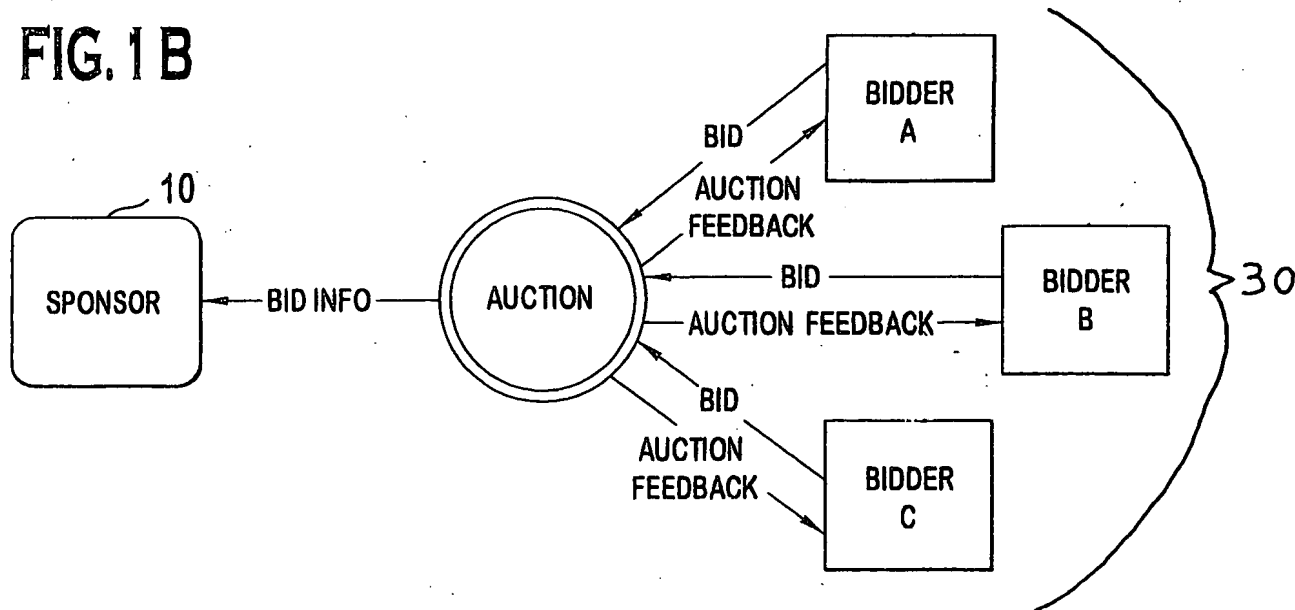 FIG. 1B
10
SPONSOR
BID INFO
AUCTION
BID
AUCTION
FEEDBACK
BID
AUCTION FEEDBACK
BID
AUCTION
FEEDBACK
BIDDER
A
BIDDER
B
BIDDER
C
30